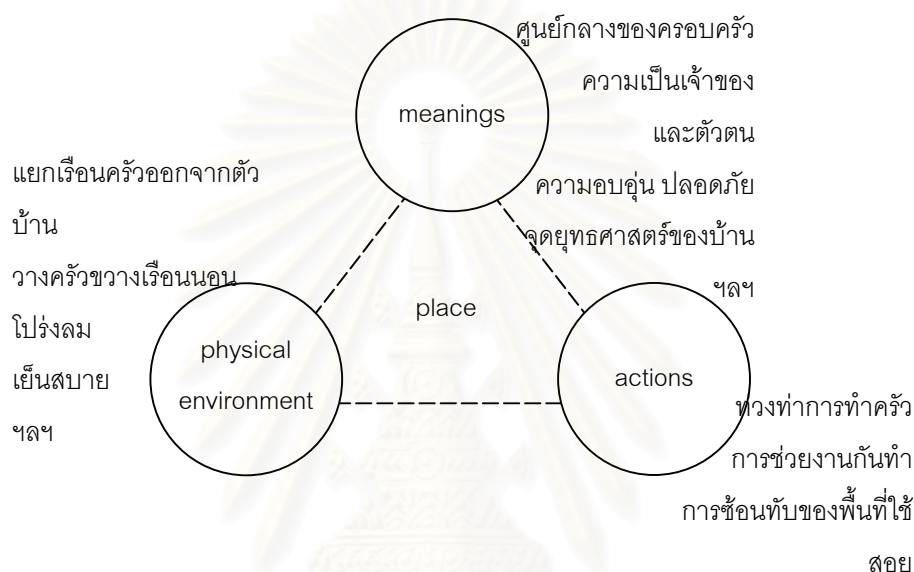 ศูนย์กลางของครอบครัว
ความเป็นเจ้าของ
และตัวตน
ความอบอุ่น ปลอดภัย
จุดยุทธศาสตร์ของบ้าน
ฯลฯ
meanings
แยกเรือนครัวออกจากตัว
บ้าน
วางครัวขวางเรือนนอน
โปร่งลม
เย็นสบาย
ฯลฯ
place
physical
environment
actions
ท่วงท่าการทำครัว
การช่วยงานกันทำ
การซ้อนทับของพื้นที่ใช้
สอย